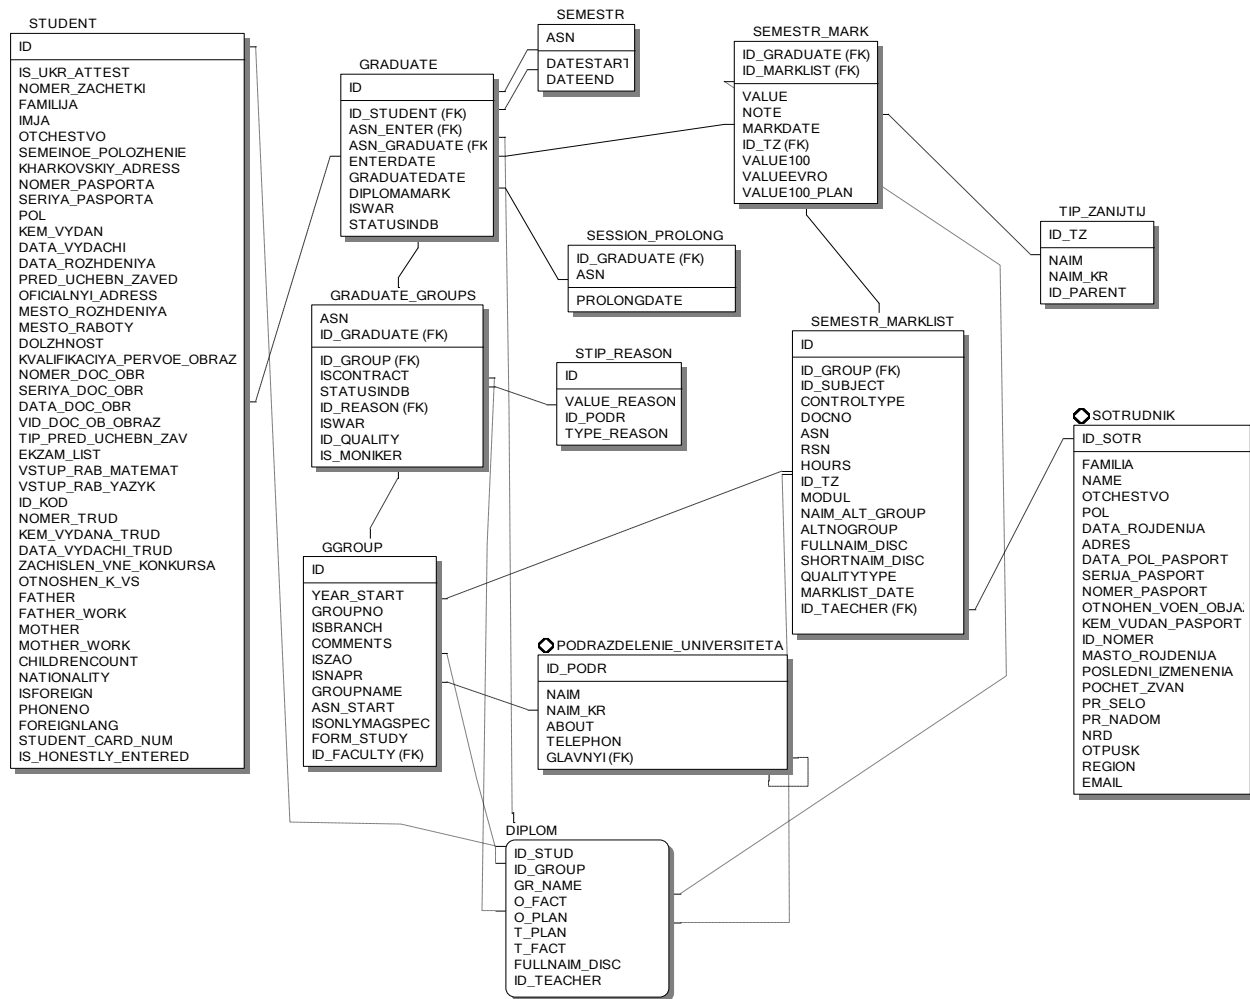 STUDENT
ID
IS_UKR_ATTEST
NOMER_ZACHETKI
FAMILIJA
IMJA
OTCHESTVO
SEMEINOE_POLOZHENIE
KHARKOVSKIY_ADRESS
NOMER_PASPORTA
SERIYA_PASPORTA
POL
KEM_VYDAN
DATA_VYDACHI
DATA_ROZHDENIYA
PRED_UCHEBN_ZAVED
OFICIALNYI_ADRESS
MESTO_ROZHDENIYA
MESTO_RABOTY
DOLZHNOST
KVALIFIKACIYA_PERVOE_OBRAZ
NOMER_DOC_OBR
SERIYA_DOC_OBR
DATA_DOC_OBR
VID_DOC_OB_OBRAZ
TIP_PRED_UCHEBN_ZAV
EKZAM_LIST
VSTUP_RAB_MATEMAT
VSTUP_RAB_YAZYK
ID_KOD
NOMER_TRUD
KEM_VYDANA_TRUD
DATA_VYDACHI_TRUD
ZACHISLEN_VNE_KONKURSA
OTNOSHEN_K_VS
FATHER
FATHER_WORK
MOTHER
MOTHER_WORK
CHILDRENCOUNT
NATIONALITY
ISFOREIGN
PHONENO
FOREIGNLANG
STUDENT_CARD_NUM
IS_HONESTLY_ENTERED
GRADUATE
ID
ID_STUDENT (FK)
ASN_ENTER (FK)
ASN_GRADUATE (FK
ENTERDATE
GRADUATEDATE
DIPLOMAMARK
ISWAR
STATUSINDB
SEMESTR
ASN
DATESTART
DATEEND
SEMESTR_MARK
ID_GRADUATE (FK)
ID_MARKLIST (FK)
VALUE
NOTE
MARKDATE
ID_TZ (FK)
VALUE100
VALUEEVRO
VALUE100_PLAN
TIP_ZANIJTIJ
ID_TZ
NAIM
NAIM_KR
ID_PARENT
SESSION_PROLONG
ID_GRADUATE (FK)
ASN
PROLONGDATE
GRADUATE_GROUPS
ASN
ID_GRADUATE (FK)
ID_GROUP (FK)
ISCONTRACT
STATUSINDB
ID_REASON (FK)
ISWAR
ID_QUALITY
IS_MONIKER
STIP_REASON
ID
VALUE_REASON
ID_PODR
TYPE_REASON
SEMESTR_MARKLIST
ID
ID_GROUP (FK)
ID_SUBJECT
CONTROLTYPE
DOCNO
ASN
RSN
HOURS
ID_TZ
MODUL
NAIM_ALT_GROUP
ALTNOGROUP
FULLNAIM_DISC
SHORTNAIM_DISC
QUALITYTYPE
MARKLIST_DATE
ID_TAECHER (FK)
SOTRUDNIK
ID_SOTR
FAMILIA
NAME
OTCHESTVO
POL
DATA_ROJDENIJA
ADRES
DATA_POL_PASPORT
SERIJA_PASPORT
NOMER_PASPORT
OTNOHEN_VOEN_OBJA.
KEM_VUDAN_PASPORT
ID_NOMER
MASTO_ROJDENIJA
POSLEDNI_IZMENENIA
POCHET_ZVAN
PR_SELO
PR_NADOM
NRD
OTPUSK
REGION
EMAIL
GGROUP
ID
YEAR_START
GROUPNO
ISBRANCH
COMMENTS
ISZAO
ISNAPR
GROUPNAME
ASN_START
ISONLYMAGSPEC
FORM_STUDY
ID_FACULTY (FK)
PODRAZDELENIE_UNIVERSITETA
ID_PODR
NAIM
NAIM_KR
ABOUT
TELEPHON
GLAVNYI (FK)
DIPLOM
ID_STUD
ID_GROUP
GR_NAME
O_FACT
O_PLAN
T_PLAN
T_FACT
FULLNAIM_DISC
ID_TEACHER